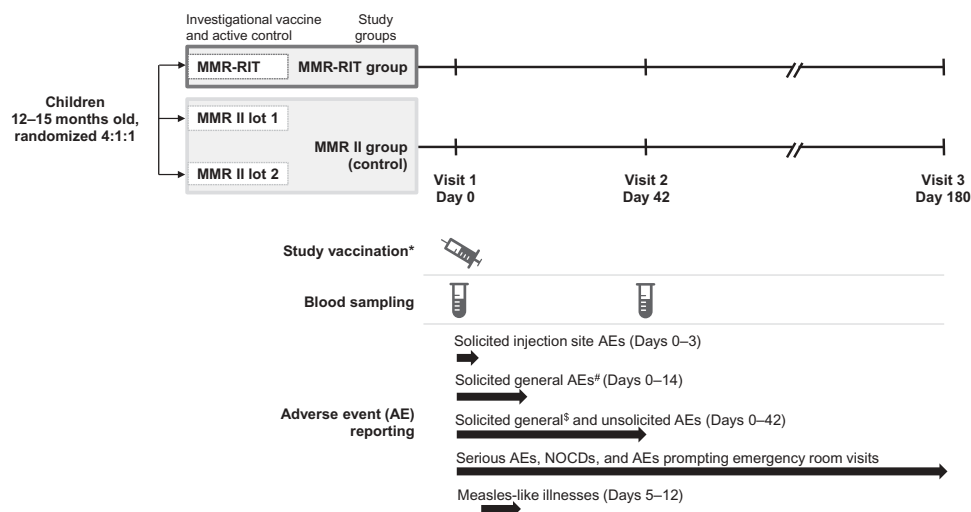 Investigational vaccine
and active control
Study
groups
MMR-RIT
MMR-RIT group
Children
12–15 months old,
randomized 4:1:1
MMR II lot 1
MMR II group
(control)
MMR II lot 2
Visit 1
Day 0
Visit 2
Day 42
Visit 3
Day 180
Study vaccination*
Blood sampling
Adverse event (AE)
reporting
Solicited injection site AEs (Days 0–3)
Solicited general AEs# (Days 0–14)
Solicited general$ and unsolicited AEs (Days 0–42)
Serious AEs, NOCDs, and AEs prompting emergency room visits
Measles-like illnesses (Days 5–12)